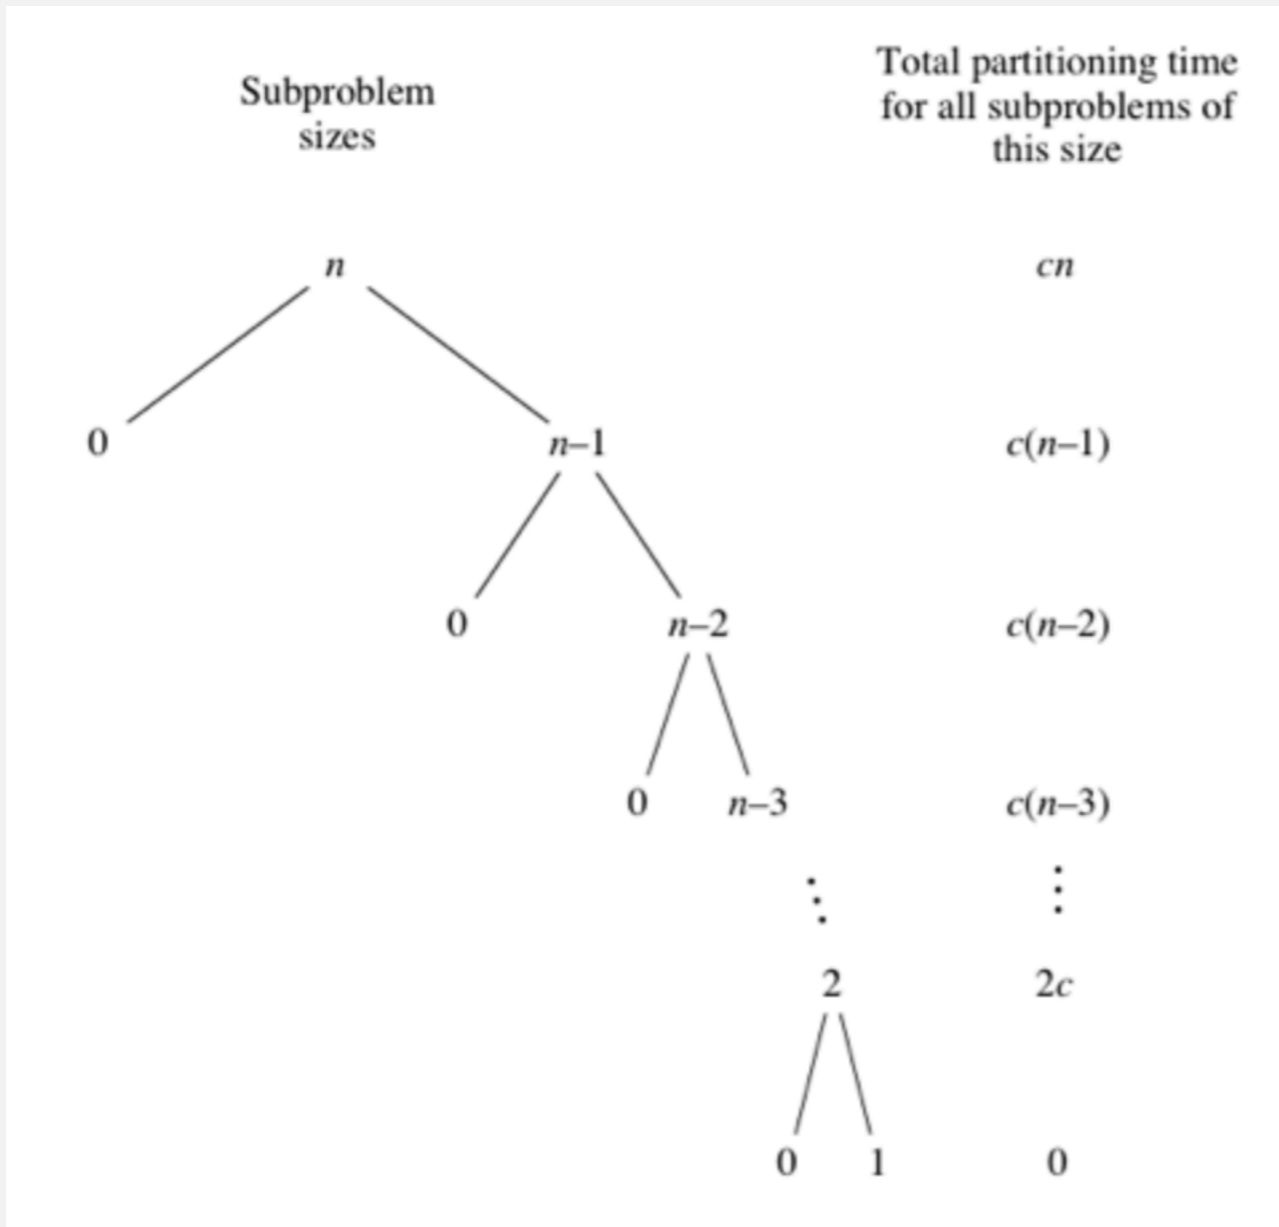 Subproblem
sizes
Total partitioning time
for all subproblems of
this size
n
cn
0
n–1
c(n–1)
0
n–2
c(n–2)
0
n–3
c(n–3)
2
2c
0
1
0